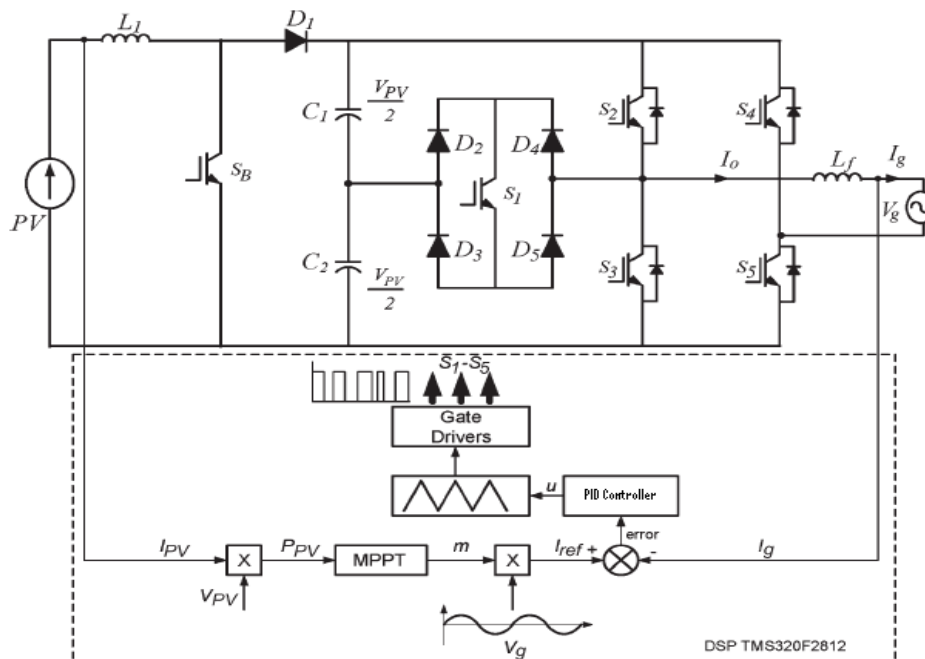 L1
D1
C1
VPV
2
D2
D4
S2
S4
Io
Lf
Ig
SB
S1
PV
Vg
D3
D5
C2
VPV
2
S3
S5
S1-S5
Gate
Drivers
u
PID Controller
error
IPV
X
PPV
MPPT
m
X
Iref +
-
Ig
VPV
Vg
DSP TMS320F2812